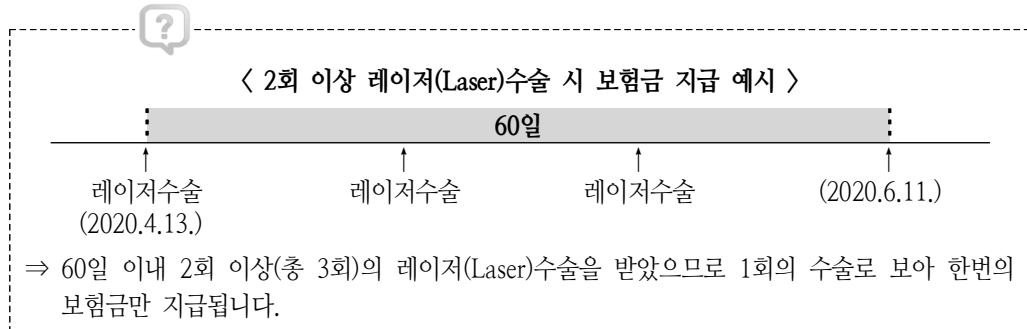 ?
〈 2회 이상 레이저(Laser)수술 시 보험금 지급 예시 〉
60일
레이저수술 레이저수술 레이저수술 (2020.6.11.)
(2020.4.13.)
⇒ 60일 이내 2회 이상(총 3회)의 레이저(Laser)수술을 받았으므로 1회의 수술로 보아 한번의
보험금만 지급됩니다.